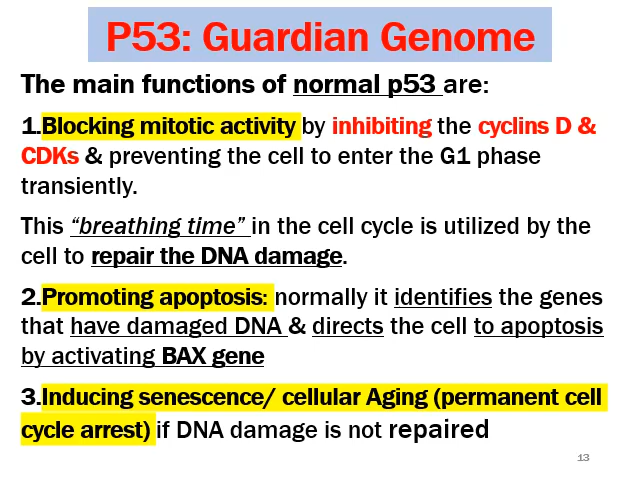 P53: Guardian Genome
The main functions of normal p53 are:
1.Blocking mitotic activity by inhibiting the cyclins D &
CDKs & preventing the cell to enter the G1 phase
transiently.
This “breathing time” in the cell cycle is utilized by the
cell to repair the DNA damage.
2.Promoting apoptosis: normally it identifies the genes
that have damaged DNA & directs the cell to apoptosis
by activating BAX gene
3.Inducing senescence/ cellular Aging (permanent cell
cycle arrest) if DNA damage is not repaired
13